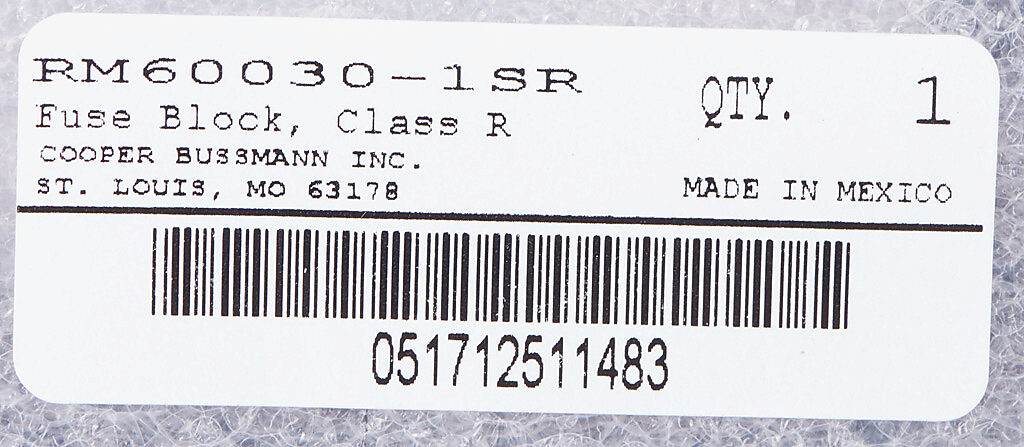 RM60030-1SR
Fuse Block, Class R
QTY. 1
COOPER BUSSMANN INC.
ST. LOUIS, MO 63178
MADE IN MEXICO
051712511483